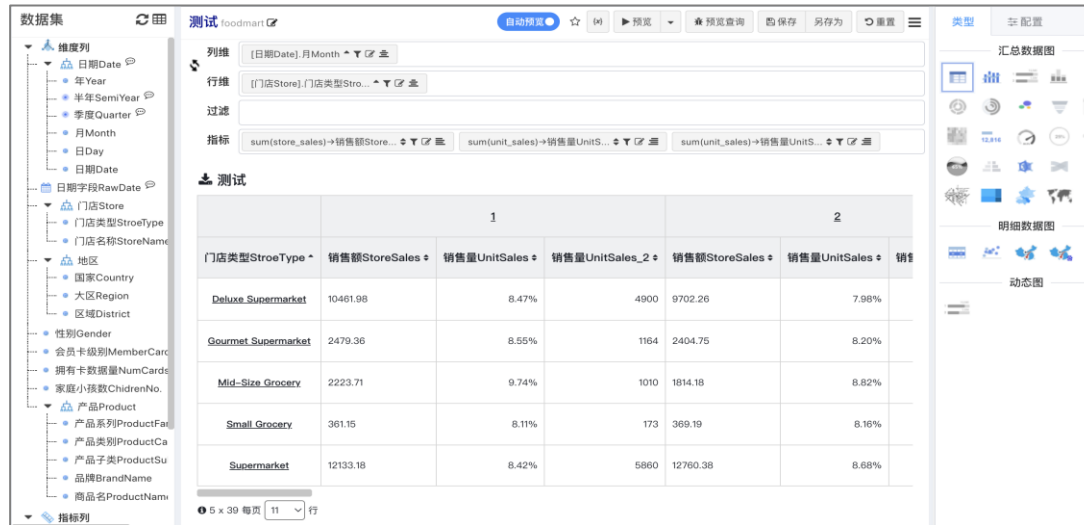 数据集
维度列
日期Date
年Year
半年SemiYear
季度Quarter
月Month
日Day
日期Date
日期字段RawDate
门店Store
门店类型StroeType
门店名称StoreName
地区
国家Country
大区Region
区域District
性别Gender
会员卡级别MemberCard
拥有卡数据量NumCards
家庭小孩数ChidrenNo.
产品Product
产品系列ProductFa
产品类别ProductCa
产品子类ProductSu
品牌BrandName
商品名ProductName
指标列
测试 foodmart
自动预览 预览 预览查询 保存 另存为 重置
列维 [日期Date].月Month
行维 [门店Store].门店类型Stro...
过滤
指标 sum(store_sales)→销售额Store... sum(unit_sales)→销售量UnitS... sum(unit_sales)→销售量UnitS...
测试
1 2
门店类型StroeType 销售额StoreSales 销售量UnitSales 销售量UnitSales_2 销售额StoreSales 销售量UnitSales 销售
Deluxe Supermarket 10461.98 8.47% 4900 9702.26 7.98%
Gourmet Supermarket 2479.36 8.55% 1164 2404.75 8.20%
Mid-Size Grocery 2223.71 9.74% 1010 1814.18 8.82%
Small Grocery 361.15 8.11% 173 369.19 8.16%
Supermarket 12133.18 8.42% 5860 12760.38 8.68%
5 x 39 每页 11 行
类型 配置
汇总数据图
12,816
明细数据图
动态图